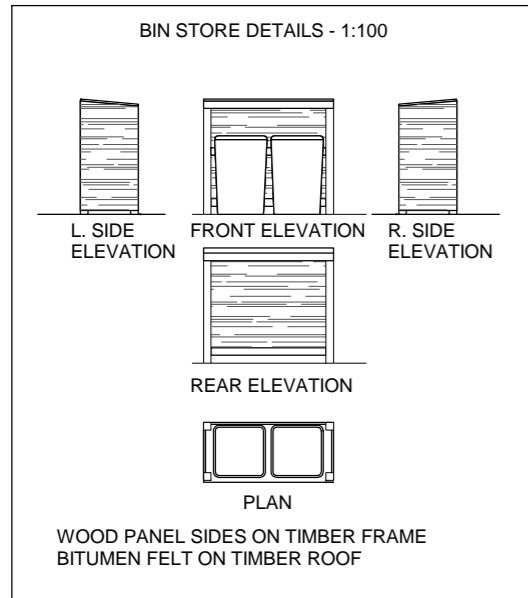 BIN STORE DETAILS - 1:100
L. SIDE
ELEVATION
FRONT ELEVATION
R. SIDE
ELEVATION
REAR ELEVATION
PLAN
WOOD PANEL SIDES ON TIMBER FRAME
BITUMEN FELT ON TIMBER ROOF